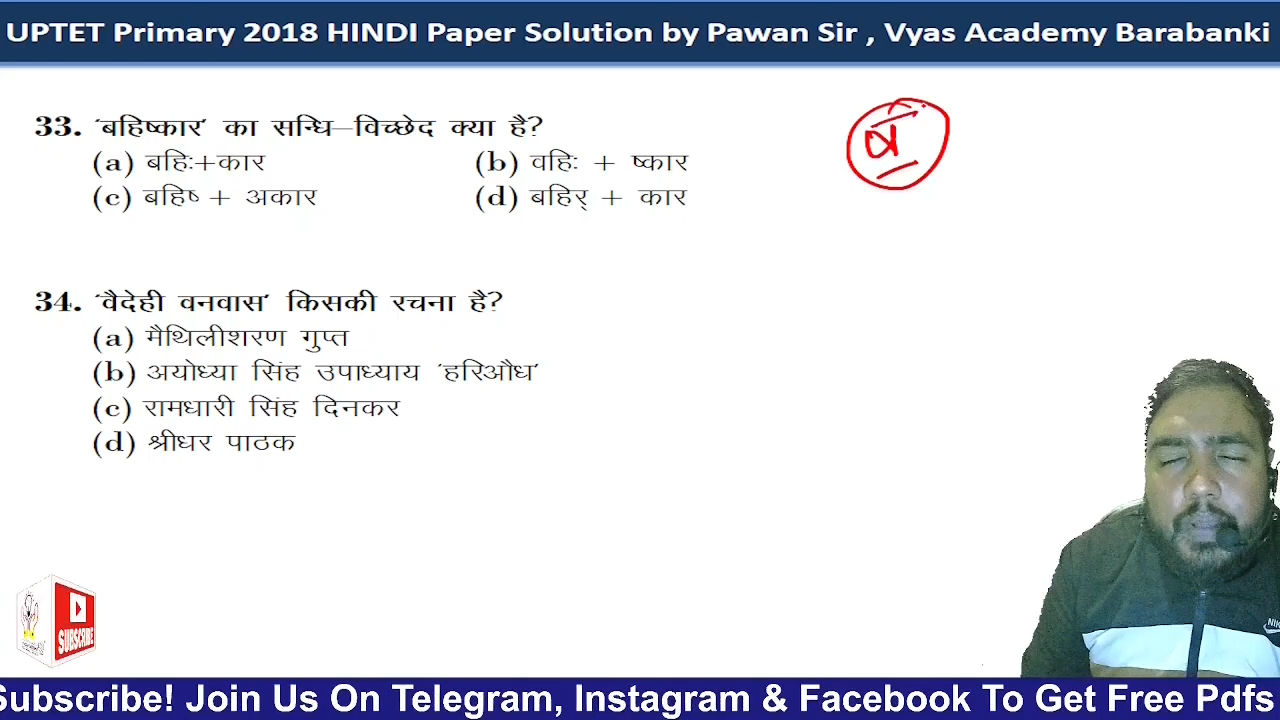 UPTET Primary 2018 HINDI Paper Solution by Pawan Sir , Vyas Academy Barabanki
33. 'बहिष्कार' का सन्धि–विच्छेद क्या है?
(a) बहिः+कार
(b) वहिः + ष्कार
(c) बहिष + अकार
(d) बहिर् + कार
34. 'वैदेही वनवास' किसकी रचना है?
(a) मैथिलीशरण गुप्त
(b) अयोध्या सिंह उपाध्याय 'हरिऔध'
(c) रामधारी सिंह दिनकर
(d) श्रीधर पाठक
SUBSCRIBE
Subscribe! Join Us On Telegram, Instagram & Facebook To Get Free Pdfs